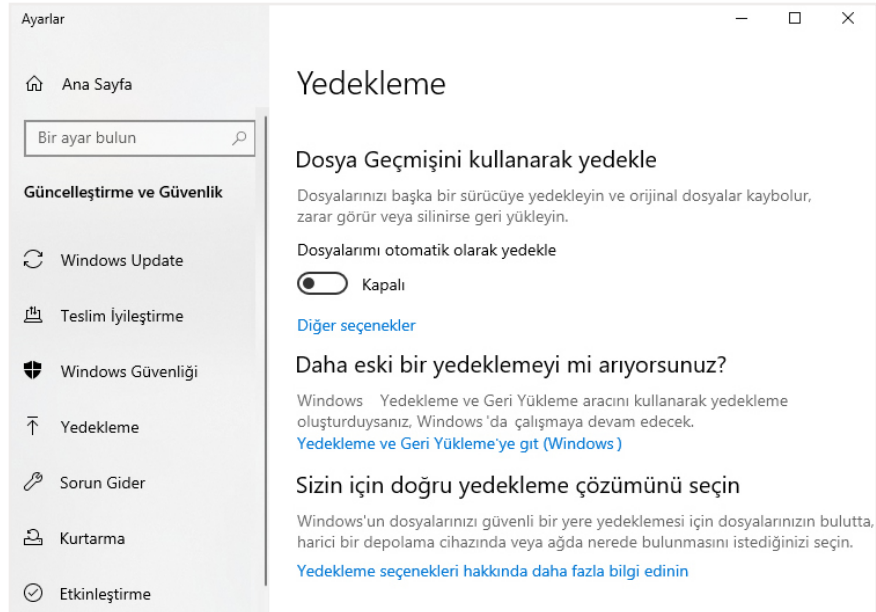 Ayarlar
Ana Sayfa
Bir ayar bulun
Güncelleştirme ve Güvenlik
Windows Update
Teslim İyileştirme
Windows Güvenliği
Yedekleme
Sorun Gider
Kurtarma
Etkinleştirme
Yedekleme
Dosya Geçmişini kullanarak yedekle
Dosyalarınızı başka bir sürücüye yedekleyin ve orijinal dosyalar kaybolur,
zarar görür veya silinirse geri yükleyin.
Dosyalarımı otomatik olarak yedekle
Kapalı
Diğer seçenekler
Daha eski bir yedeklemeyi mi arıyorsunuz?
Windows Yedekleme ve Geri Yükleme aracını kullanarak yedekleme
oluşturduysanız, Windows'da çalışmaya devam edecek.
Yedekleme ve Geri Yükleme'ye gıt (Windows)
Sizin için doğru yedekleme çözümünü seçin
Windows'un dosyalarınızı güvenli bir yere yedeklemesi için dosyalarınızın bulutta,
harici bir depolama cihazında veya ağda nerede bulunmasını istediğinizi seçin.
Yedekleme seçenekleri hakkında daha fazla bilgi edinin